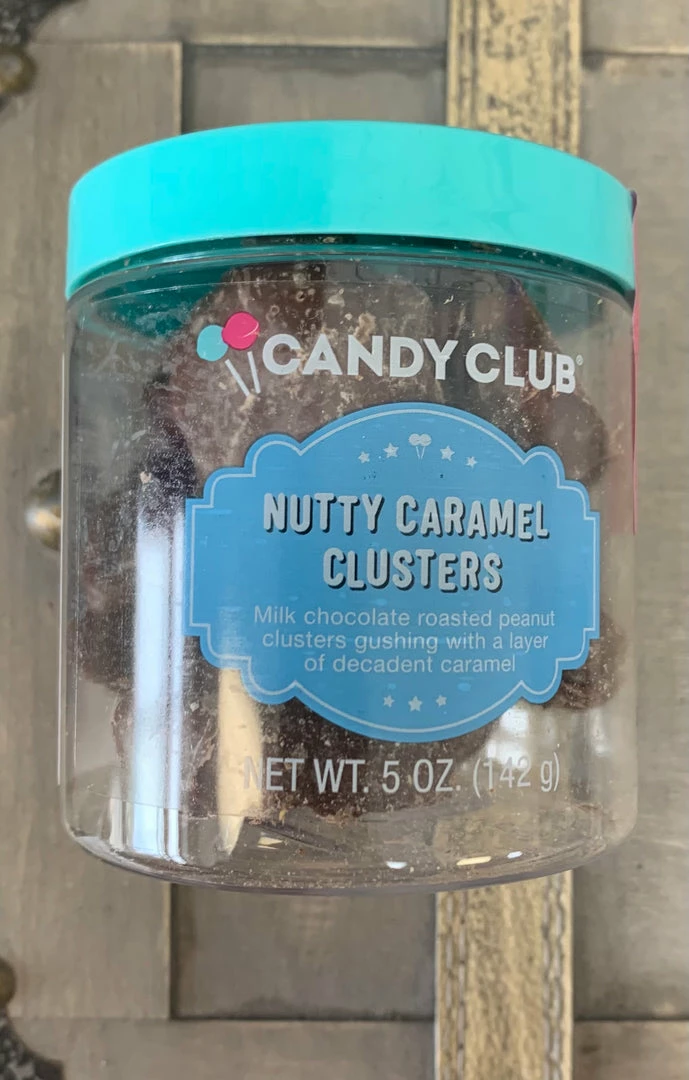 CANDY CLUB®
NUTTY CARAMEL
CLUSTERS
Milk chocolate roasted peanut
clusters gushing with a layer
of decadent caramel
NET WT. 5 OZ. (142 g)